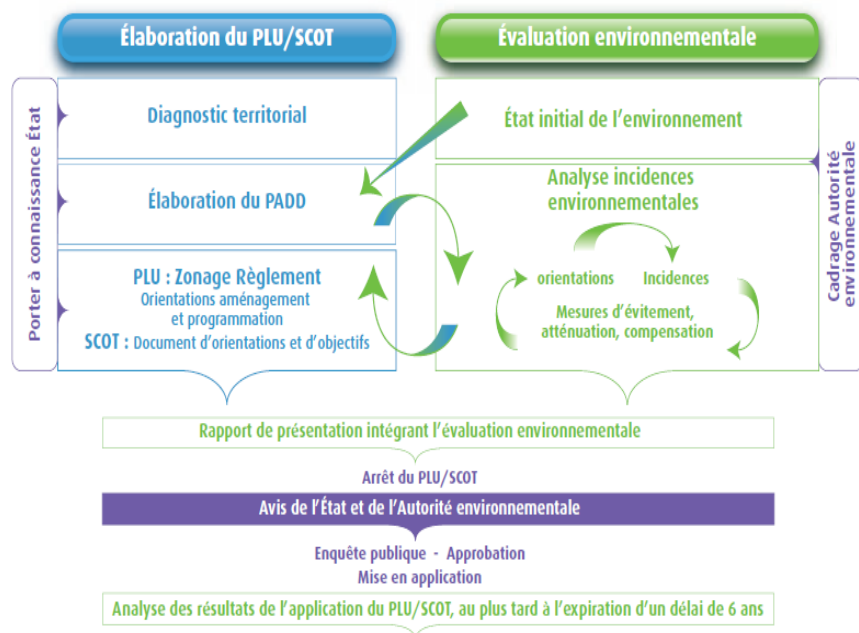 Élaboration du PLU/SCOT
Évaluation environnementale
Porter à connaissance État
Diagnostic territorial
État initial de l'environnement
Élaboration du PADD
Analyse incidences
environnementales
PLU : Zonage Règlement
Orientations aménagement
et programmation
SCOT : Document d'orientations et d'objectifs
orientations
Incidences
Mesures d'évitement,
atténuation, compensation
Cadrage Autorité
environnementale
Rapport de présentation intégrant l'évaluation environnementale
Arrêt du PLU/SCOT
Avis de l'État et de l'Autorité environnementale
Enquête publique - Approbation
Mise en application
Analyse des résultats de l'application du PLU/SCOT, au plus tard à l'expiration d'un délai de 6 ans